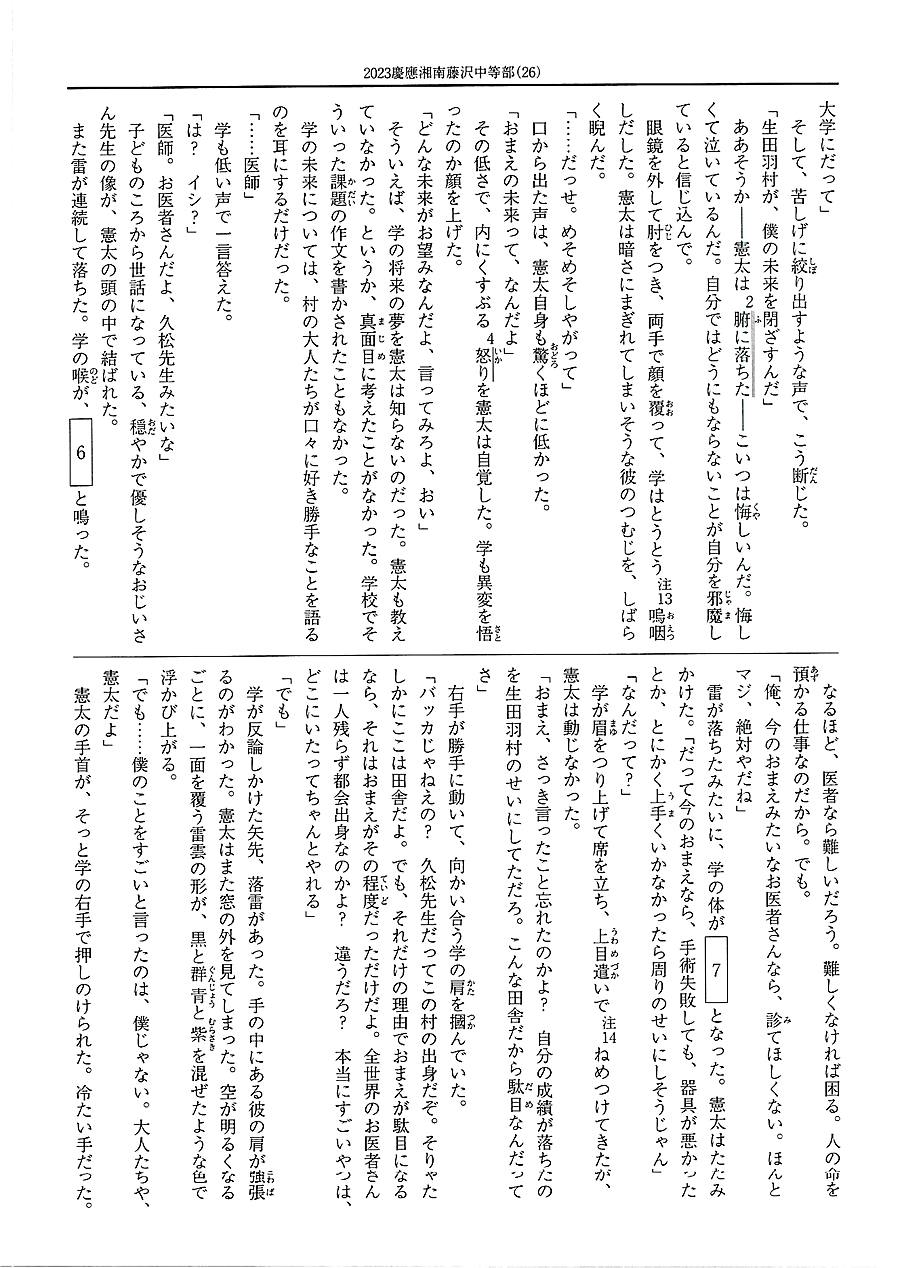 2023慶應湘南藤沢中等部(26)
大学にだって」
そして、苦しげに絞り出すような声で、こう断じた。
「生田羽村が、僕の未来を閉ざすんだ」
ああそうか――憲太は2腑に落ちた――こいつは悔しいんだ。悔し
くて泣いているんだ。自分ではどうにもならないことが自分を邪魔し
ていると信じ込んで。
眼鏡を外して肘をつき、両手で顔を覆って、学はとうとう注13嗚咽
しだした。憲太は暗さにまぎれてしまいそうな彼のつむじを、しばら
く睨んだ。
「……だっせ。めそめそしやがって」
口から出た声は、憲太自身も驚くほどに低かった。
「おまえの未来って、なんだよ」
その低さで、内にくすぶる4怒りを憲太は自覚した。学も異変を悟
ったのか顔を上げた。
「どんな未来がお望みなんだよ、言ってみろよ、おい」
そういえば、学の将来の夢を憲太は知らないのだった。憲太も教え
ていなかった。というか、真面目に考えたことがなかった。学校でそ
ういった課題の作文を書かされたこともなかった。
学の未来については、村の大人たちが口々に好き勝手なことを語る
のを耳にするだけだった。
「……医師」
学も低い声で一言答えた。
「は？　イシ？」
「医師。お医者さんだよ、久松先生みたいな」
子どものころから世話になっている、穏やかで優しそうなおじいさ
ん先生の像が、憲太の頭の中で結ばれた。
また雷が連続して落ちた。学の喉が、6と鳴った。
なるほど、医者なら難しいだろう。難しくなければ困る。人の命を
預かる仕事なのだから。でも。
「俺、今のおまえみたいなお医者さんなら、診てほしくない。ほんと
マジ、絶対やだね」
雷が落ちたみたいに、学の体が7となった。憲太はたたみ
かけた。「だって今のおまえなら、手術失敗しても、器具が悪かった
とか、とにかく上手くいかなかったら周りのせいにしそうじゃん」
「なんだって？」
学が眉をつり上げて席を立ち、上目遣いで注14ねめつけてきたが、
憲太は動じなかった。
「おまえ、さっき言ったこと忘れたのかよ？　自分の成績が落ちたの
を生田羽村のせいにしてただろ。こんな田舎だから駄目なんだって
さ」
右手が勝手に動いて、向かい合う学の肩を摑んでいた。
「バッカじゃねえの？　久松先生だってこの村の出身だぞ。そりゃた
しかにここは田舎だよ。でも、それだけの理由でおまえが駄目になる
なら、それはおまえがその程度だっただけだよ。全世界のお医者さん
は一人残らず都会出身なのかよ？　違うだろ？　本当にすごいやつは、
どこにいたってちゃんとやれる」
「でも」
学が反論しかけた矢先、落雷があった。手の中にある彼の肩が強張
るのがわかった。憲太はまた窓の外を見てしまった。空が明るくなる
ごとに、一面を覆う雷雲の形が、黒と群青と紫を混ぜたような色で
浮かび上がる。
「でも……僕のことをすごいと言ったのは、僕じゃない。大人たちや、
憲太だよ」
憲太の手首が、そっと学の右手で押しのけられた。冷たい手だった。